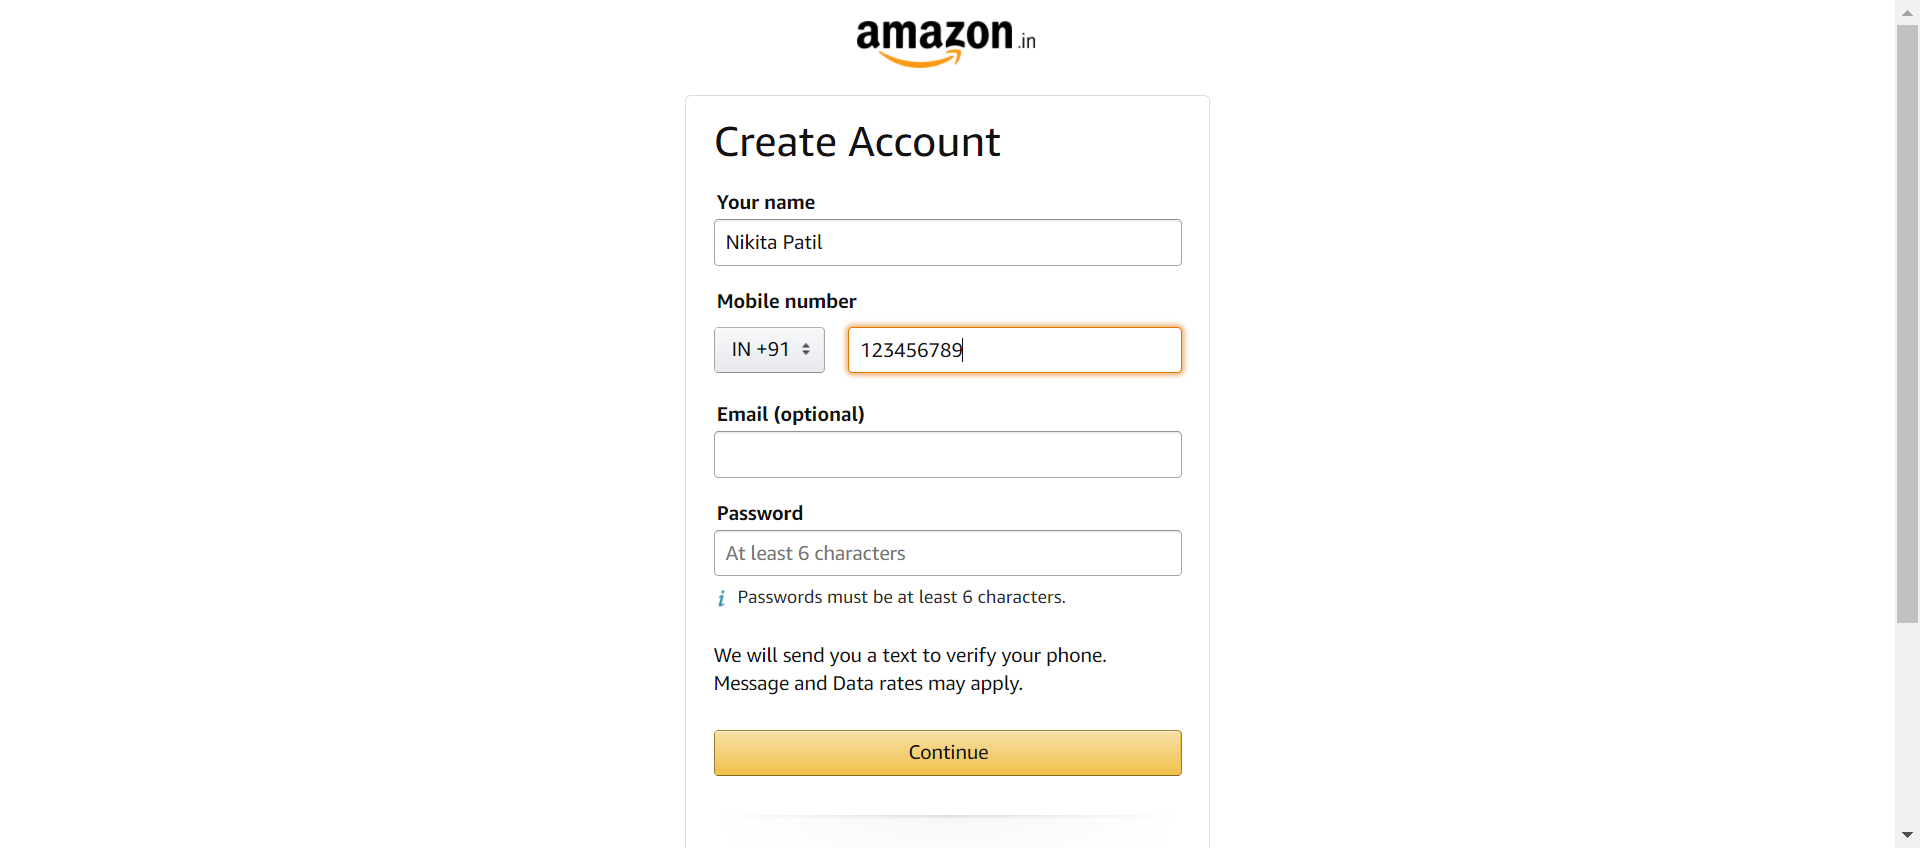 amazon.in
Create Account
Your name
Nikita Patil
Mobile number
IN +91 123456789
Email (optional)
Password
At least 6 characters
i Passwords must be at least 6 characters.
We will send you a text to verify your phone.
Message and Data rates may apply.
Continue